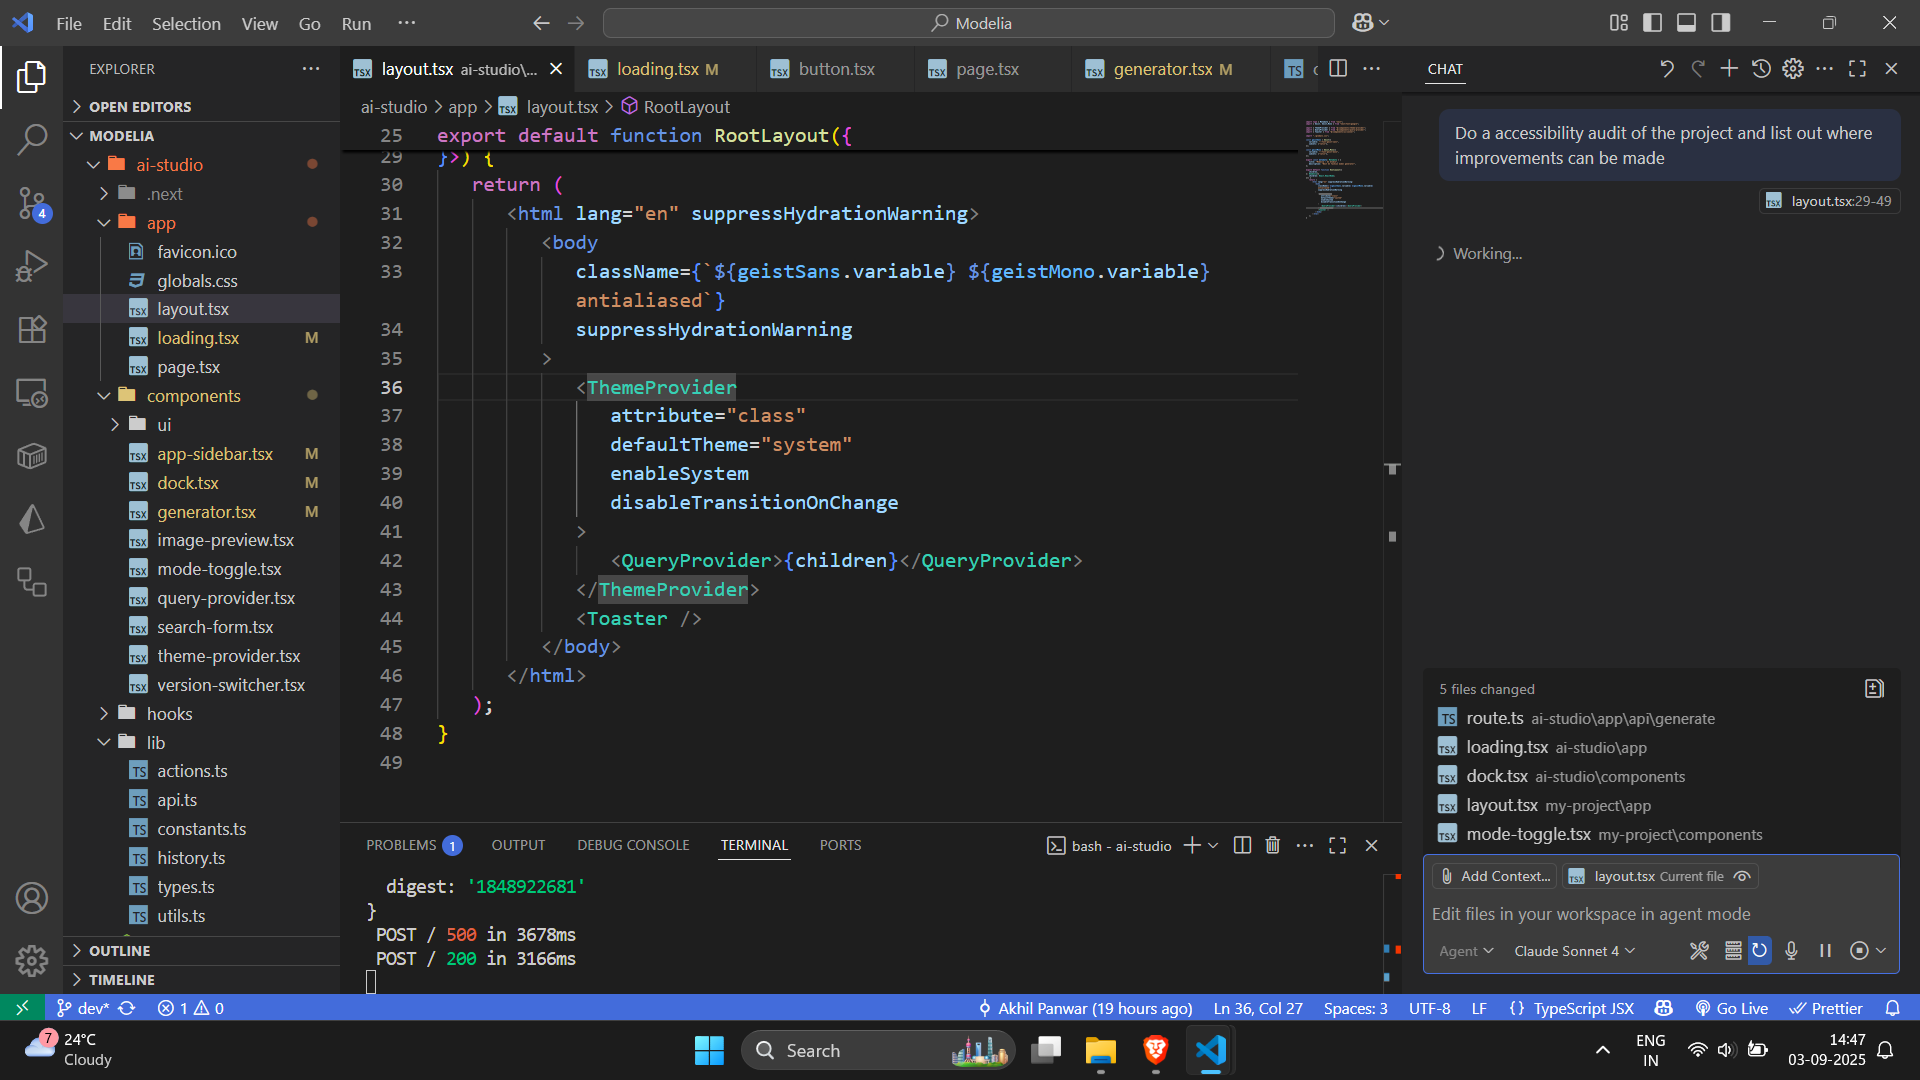 File Edit Selection View Go Run ···
Modelia
EXPLORER
OPEN EDITORS
MODELIA
ai-studio
.next
app
favicon.ico
globals.css
layout.tsx
loading.tsx M
page.tsx
components
ui
app-sidebar.tsx M
dock.tsx M
generator.tsx M
image-preview.tsx
mode-toggle.tsx
query-provider.tsx
search-form.tsx
theme-provider.tsx
version-switcher.tsx
hooks
lib
TS actions.ts
TS api.ts
TS constants.ts
TS history.ts
TS types.ts
TS utils.ts
OUTLINE
TIMELINE
4
layout.tsx ai-studio\...
loading.tsx M
button.tsx
page.tsx
generator.tsx M
TS
ai-studio > app > layout.tsx > RootLayout
25 export default function RootLayout({
29 }>) {
30 return (
31 <html lang="en" suppressHydrationWarning>
32 <body
33 className={`${geistSans.variable} ${geistMono.variable}
antialiased`}
34 suppressHydrationWarning
35 >
36 <ThemeProvider
37 attribute="class"
38 defaultTheme="system"
39 enableSystem
40 disableTransitionOnChange
41 >
42 <QueryProvider>{children}</QueryProvider>
43 </ThemeProvider>
44 <Toaster />
45 </body>
46 </html>
47 );
48 }
49
PROBLEMS 1 OUTPUT DEBUG CONSOLE TERMINAL PORTS
bash - ai-studio
digest: '1848922681'
}
POST / 500 in 3678ms
POST / 200 in 3166ms
CHAT
Do a accessibility audit of the project and list out where
improvements can be made
layout.tsx:29-49
Working...
5 files changed
TS route.ts ai-studio\app\api\generate
loading.tsx ai-studio\app
dock.tsx ai-studio\components
layout.tsx my-project\app
mode-toggle.tsx my-project\components
Add Context...
layout.tsx Current file
Edit files in your workspace in agent mode
Agent
Claude Sonnet 4
dev*
1 0
Akhil Panwar (19 hours ago)
Ln 36, Col 27
Spaces: 3
UTF-8
LF
{} TypeScript JSX
Go Live
Prettier
7
24°C
Cloudy
Search
ENG
IN
14:47
03-09-2025